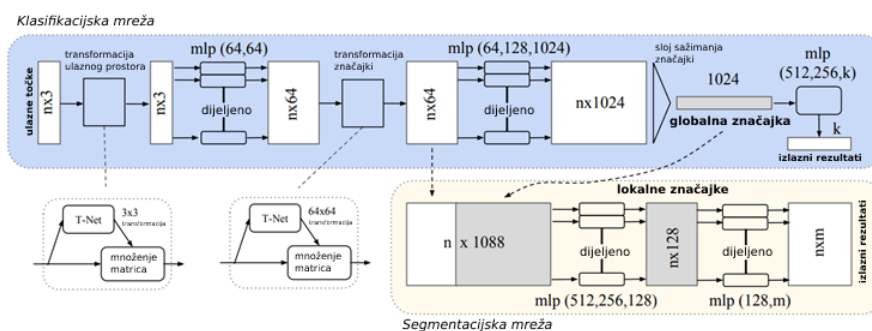 Klasifikacijska mreža
ulazne točke
nx3
transformacija
ulaznog prostora
nx3
mlp (64,64)
dijeljeno
nx64
transformacija
značajki
nx64
mlp (64,128,1024)
dijeljeno
nx1024
sloj sažimanja
značajki
1024
globalna značajka
mlp
(512,256,k)
k
izlazni rezultati
T-Net
3x3
transformacija
množenje
matrica
T-Net
64x64
transformacija
množenje
matrica
lokalne značajke
n x 1088
dijeljeno
mlp (512,256,128)
nx128
dijeljeno
mlp (128,m)
nxm
izlazni rezultati
Segmentacijska mreža